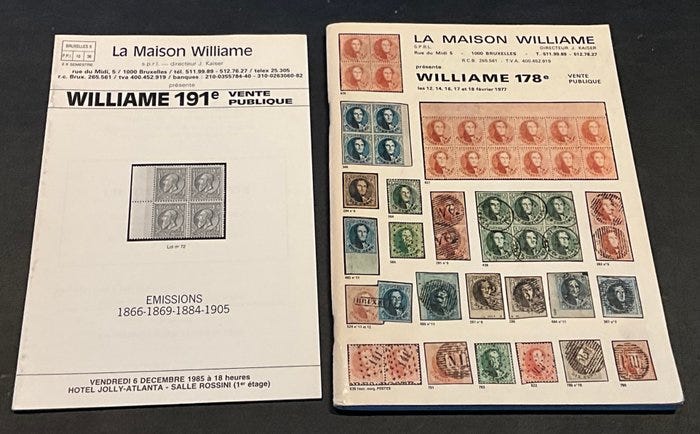 BRUXELLES X
P.P. 10 36
2 X SEMESTRE
La Maison Williame
s.p.r.l. — directeur J. Kaiser
rue du Midi, 5 / 1000 Bruxelles / tél. 511.99.89 - 512.76.27 / telex 25.305
r.c. Brux. 265.561 / tva 400.452.919 / banques : 210-0355784-40 - 310-0263060-82
présente
WILLIAME 191e VENTE PUBLIQUE
Lot n° 72
EMISSIONS
1866-1869-1884-1905
VENDREDI 6 DECEMBRE 1985 à 18 heures
HOTEL JOLLY-ATLANTA - SALLE ROSSINI (1er étage)
LA MAISON WILLIAME
S.P.R.L. DIRECTEUR J. KAISER
Rue du Midi, 5 - 1000 BRUXELLES - 511.99.89 - 512.76.27
R.C.B. 265.561 - T.V.A. 400.452.919
présente
WILLIAME 178e VENTE PUBLIQUE
les 12, 14, 16, 17 et 18 février 1977